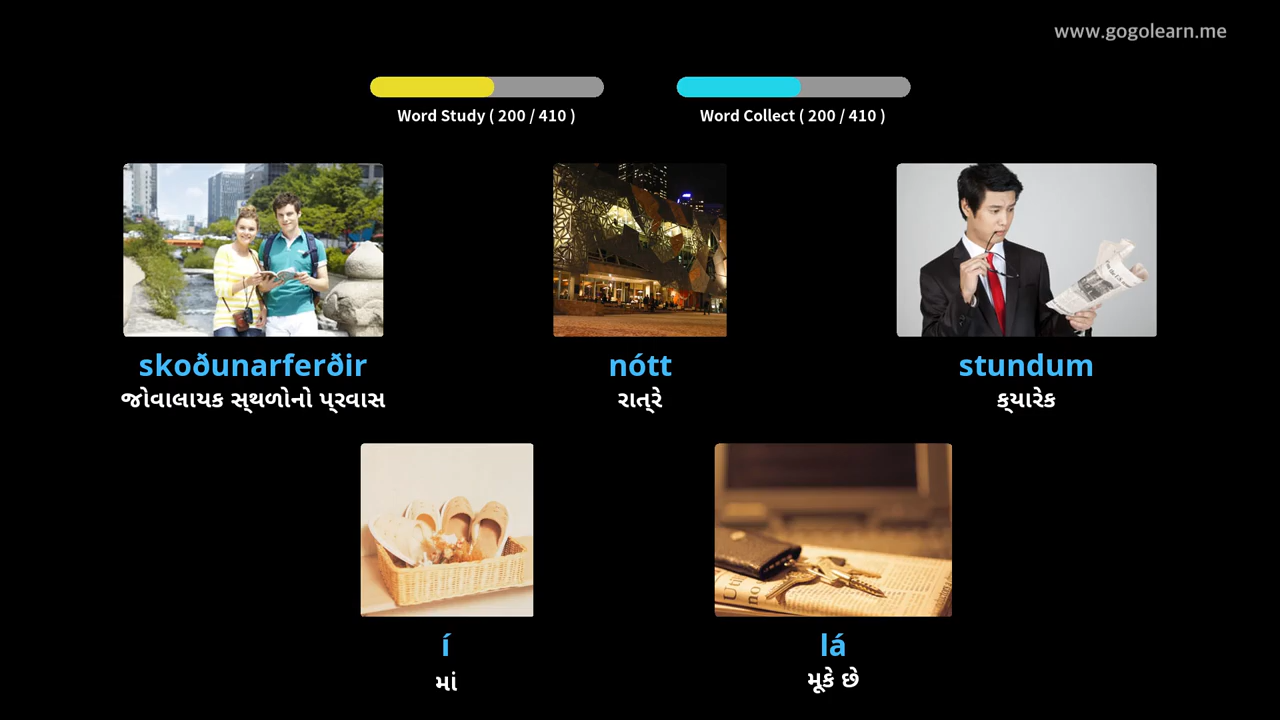 www.gogolearn.me
Word Study ( 200 / 410 )
Word Collect ( 200 / 410 )
skoðunarferðir
જોવાલાયક સ્થળોનો પ્રવાસ
nótt
રાત્રે
stundum
ક્યારેક
í
માં
lá
મૂકે છે